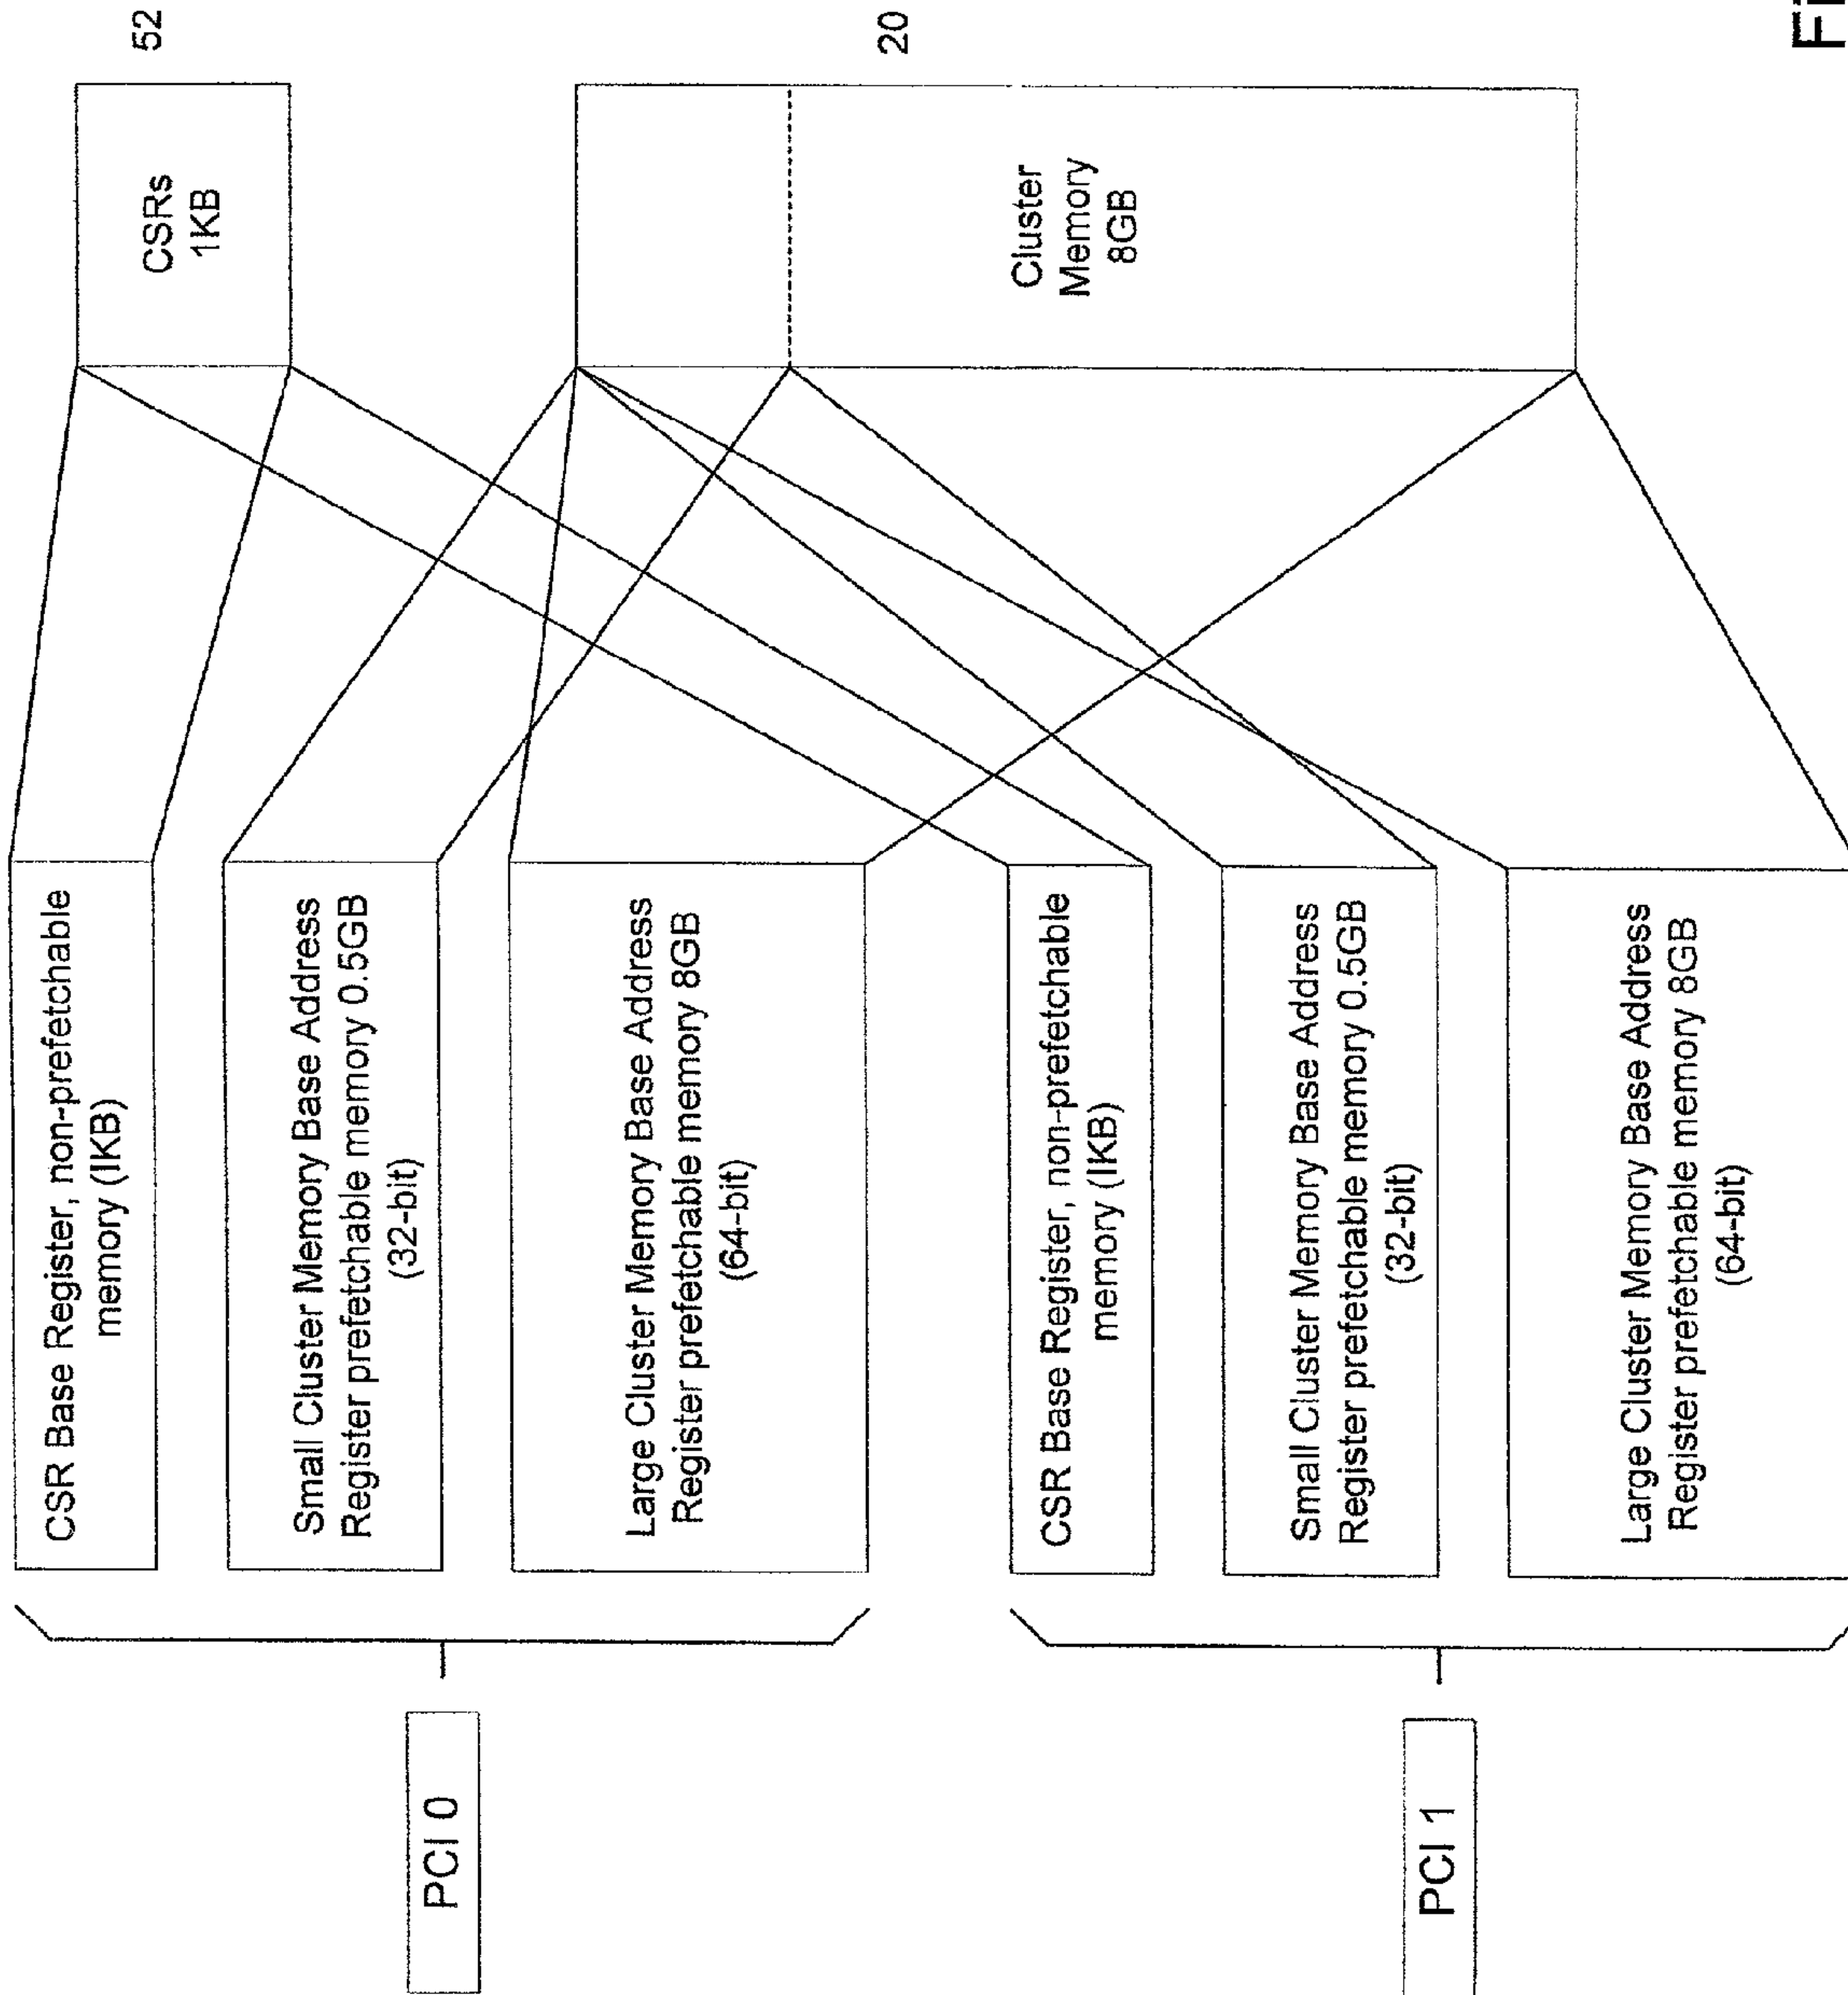 PCI 0
CSR Base Register, non-prefetchable
memory (IKB)
Small Cluster Memory Base Address
Register prefetchable memory 0.5GB
(32-bit)
Large Cluster Memory Base Address
Register prefetchable memory 8GB
(64-bit)
PCI 1
CSR Base Register, non-prefetchable
memory (IKB)
Small Cluster Memory Base Address
Register prefetchable memory 0.5GB
(32-bit)
Large Cluster Memory Base Address
Register prefetchable memory 8GB
(64-bit)
CSRs
1KB
52
Cluster
Memory
8GB
20